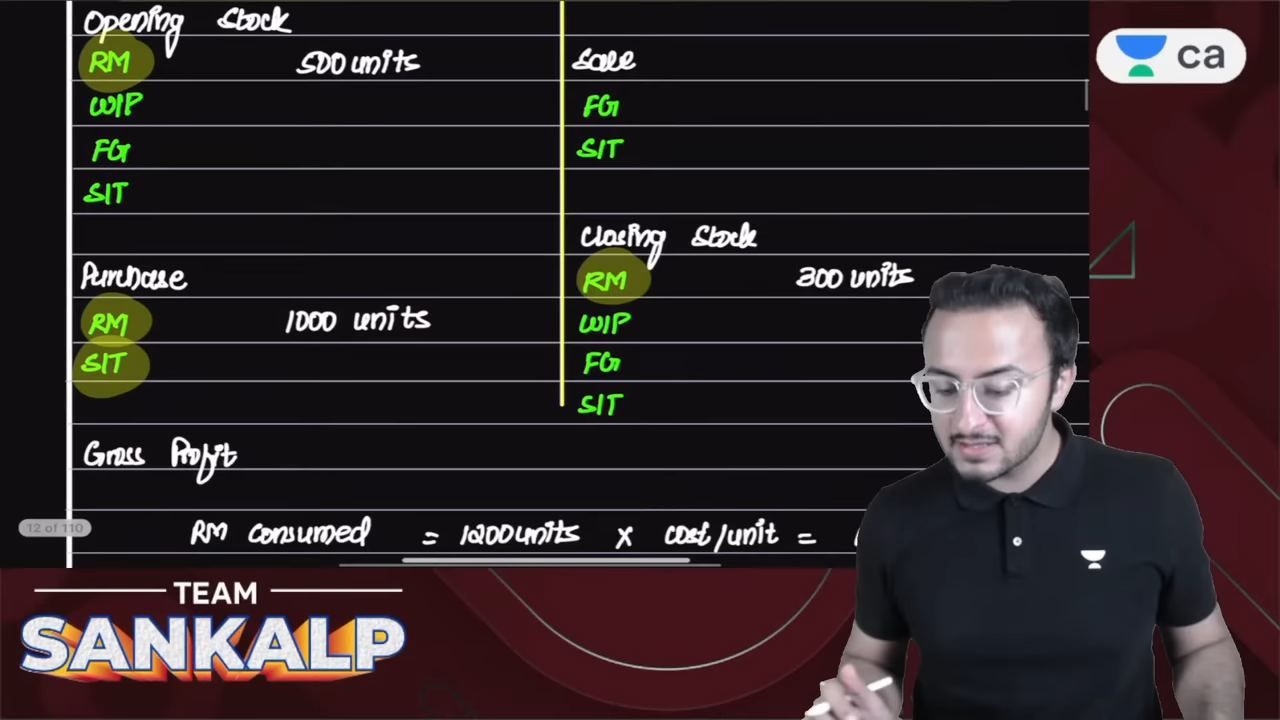 Opening Stock
RM 500 units
WIP
FG
SIT
Purchase
RM 1000 units
SIT
Gross Profit
Sale
FG
SIT
Closing Stock
RM 300 units
WIP
FG
SIT
RM consumed = 1200 units x cost/unit =
12 of 110
ca
TEAM
SANKALP